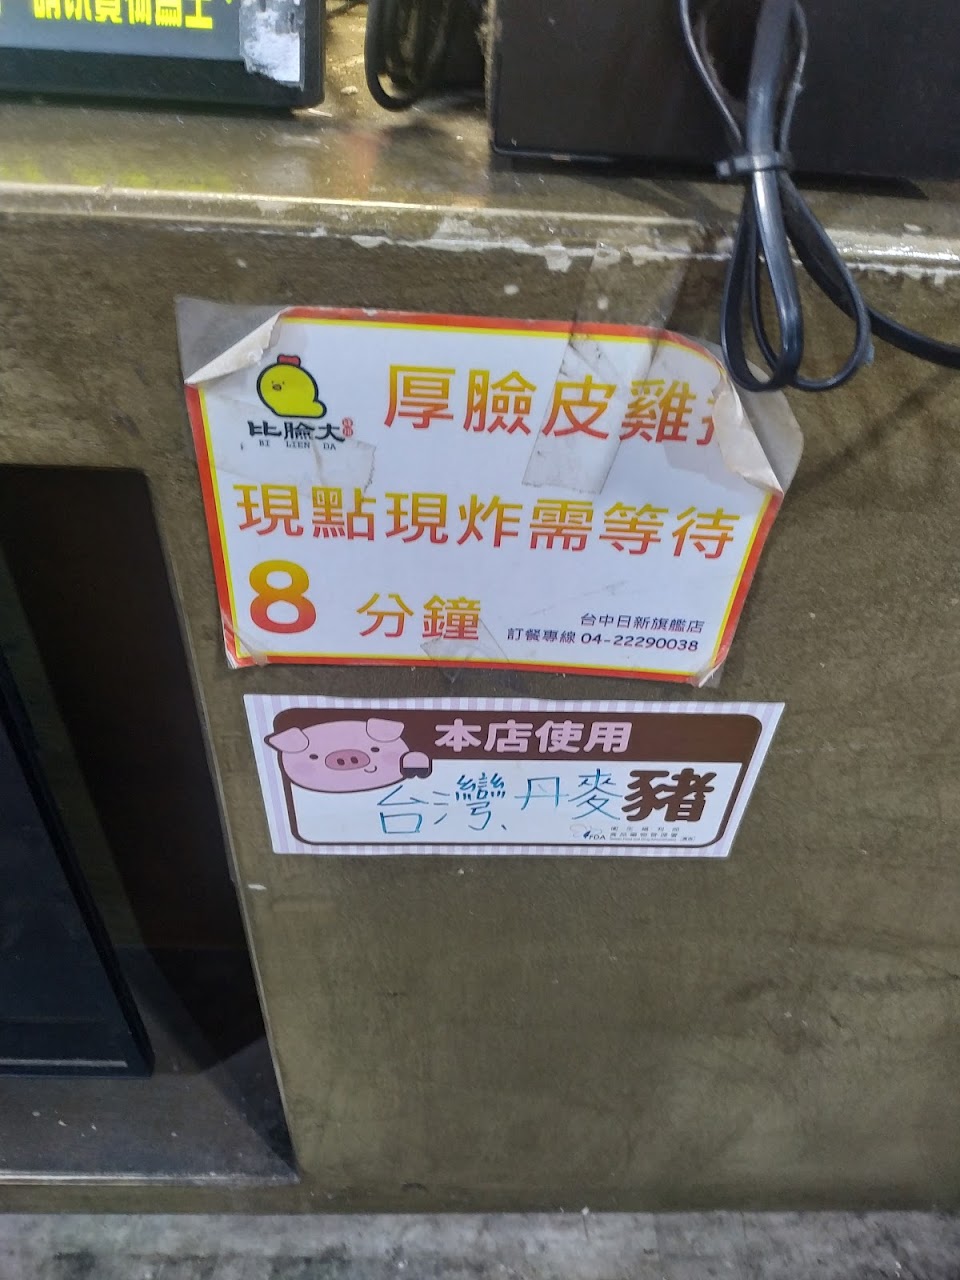 比臉大
BI LIEN DA
厚臉皮雞
現點現炸需等待
8 分鐘
台中日新旗艦店
訂餐專線 04-22290038
本店使用
台灣、丹麥豬
FDA